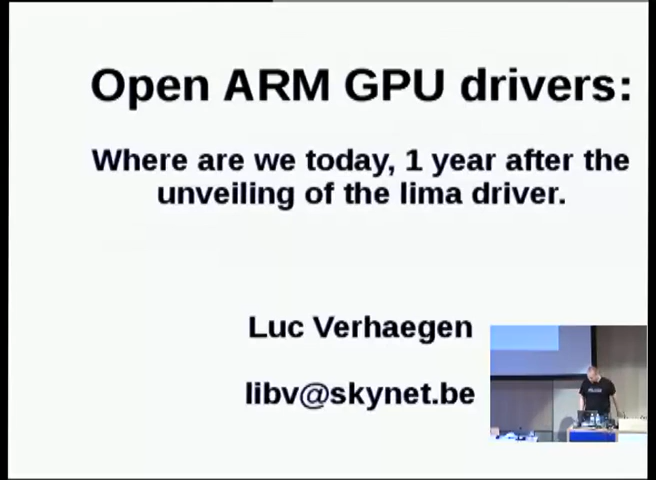 Open ARM GPU drivers:
Where are we today, 1 year after the
unveiling of the lima driver.
Luc Verhaegen
libv@skynet.be